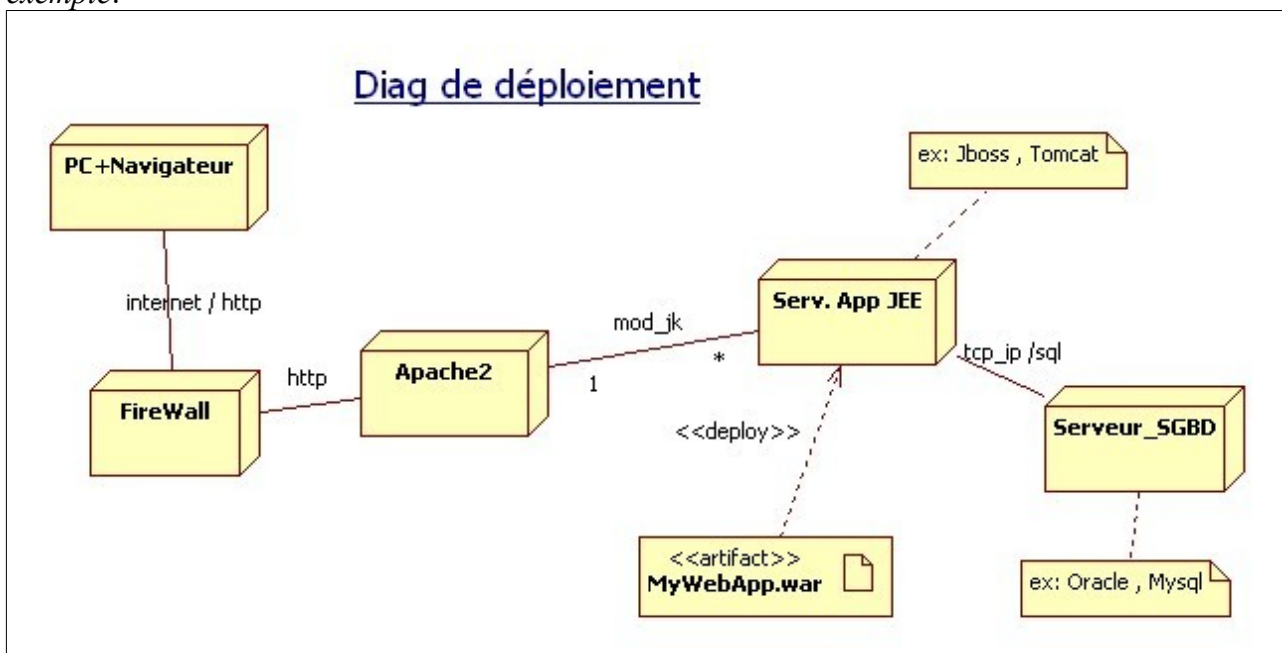 exemple:
Diag de déploiement
PC+Navigateur
ex: Jboss , Tomcat
internet / http
Serv. App JEE
mod_jk
*
1
tcp_ip /sql
Apache2
http
FireWall
<<deploy>>
Serveur_SGBD
<<artifact>>
MyWebApp.war
ex: Oracle , Mysql